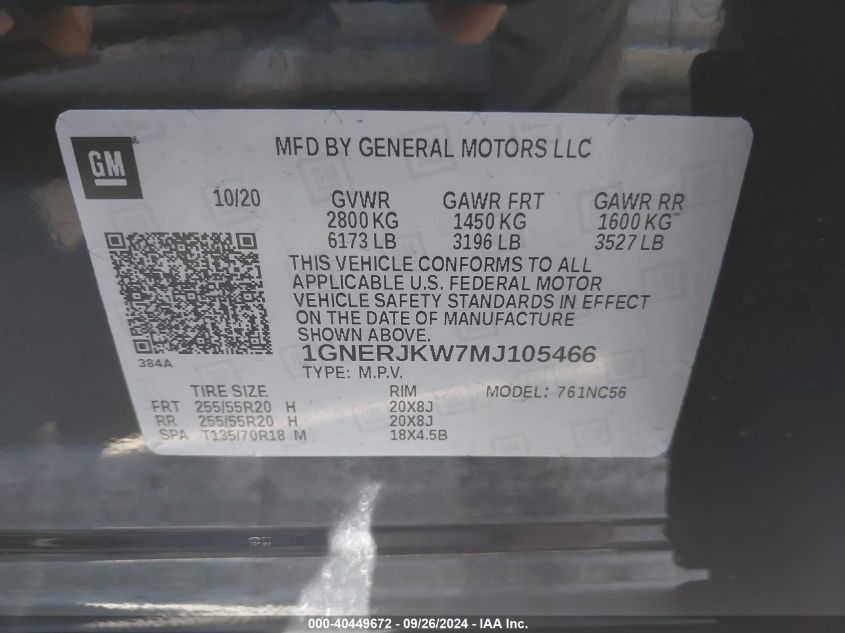 GM
MFD BY GENERAL MOTORS LLC
10/20 GVWR GAWR FRT GAWR RR
2800 KG 1450 KG 1600 KG
6173 LB 3196 LB 3527 LB
THIS VEHICLE CONFORMS TO ALL
APPLICABLE U.S. FEDERAL MOTOR
VEHICLE SAFETY STANDARDS IN EFFECT
ON THE DATE OF MANUFACTURE
SHOWN ABOVE.
384A
1GNERJKW7MJ105466
TYPE: M.P.V.
TIRE SIZE RIM MODEL: 761NC56
FRT 255/55R20 H 20X8J
RR 255/55R20 H 20X8J
SPA T135/70R18 M 18X4.5B
000-40449672 - 09/26/2024 - IAA Inc.